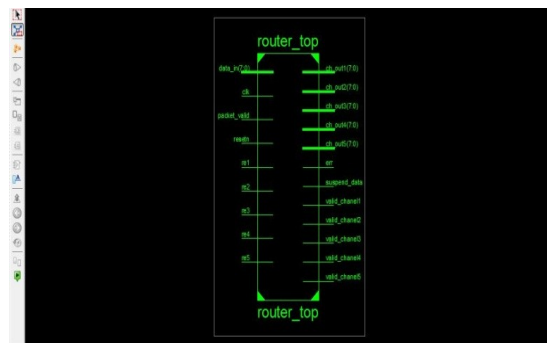 router_top
data_in(7:0)
clk
packet_valid
resetn
re1
re2
re3
re4
re5
ch_out1(7:0)
ch_out2(7:0)
ch_out3(7:0)
ch_out4(7:0)
ch_out5(7:0)
err
suspend_data
valid_chanel1
valid_chanel2
valid_chanel3
valid_chanel4
valid_chanel5
router_top